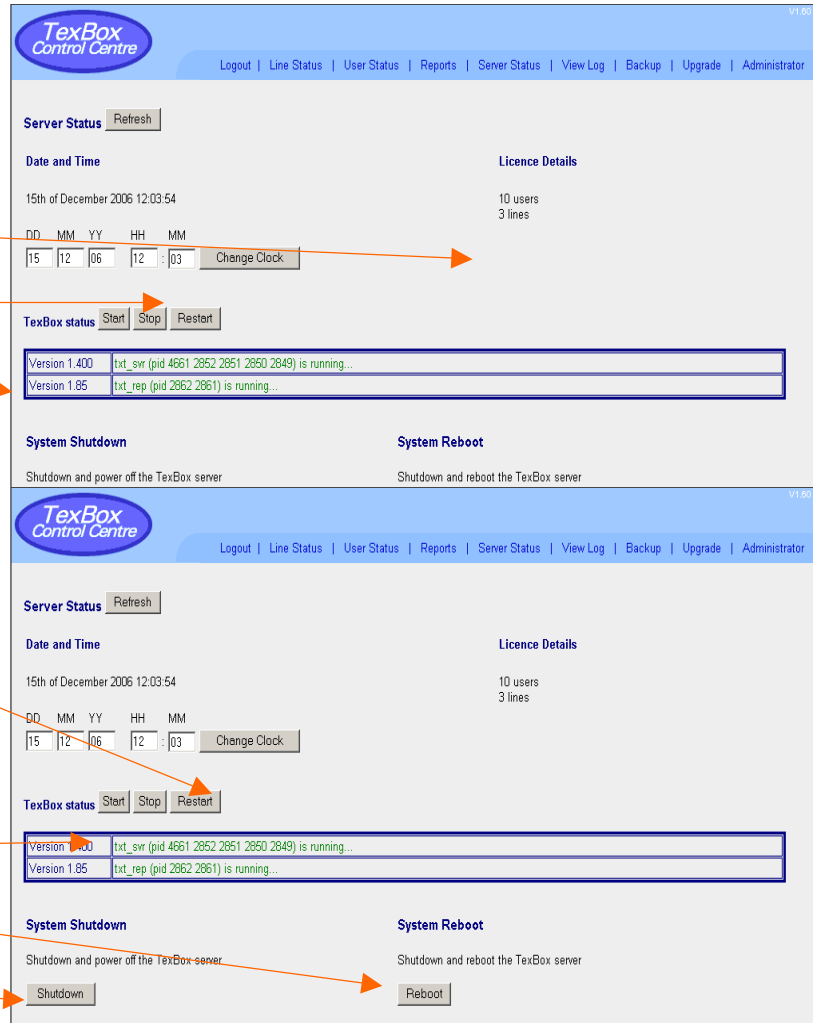 V1.60
TexBox
Control Centre
Logout | Line Status | User Status | Reports | Server Status | View Log | Backup | Upgrade | Administrator
Server Status Refresh
Date and Time Licence Details
15th of December 2006 12:03:54 10 users
3 lines
DD MM YY HH MM
15 12 06 12 : 03 Change Clock
TexBox status Start Stop Restart
Version 1.400 txt_svr (pid 4661 2852 2851 2850 2849) is running...
Version 1.85 txt_rep (pid 2862 2861) is running...
System Shutdown System Reboot
Shutdown and power off the TexBox server Shutdown and reboot the TexBox server
V1.60
TexBox
Control Centre
Logout | Line Status | User Status | Reports | Server Status | View Log | Backup | Upgrade | Administrator
Server Status Refresh
Date and Time Licence Details
15th of December 2006 12:03:54 10 users
3 lines
DD MM YY HH MM
15 12 06 12 : 03 Change Clock
TexBox status Start Stop Restart
Version 1.400 txt_svr (pid 4661 2852 2851 2850 2849) is running...
Version 1.85 txt_rep (pid 2862 2861) is running...
System Shutdown System Reboot
Shutdown and power off the TexBox server Shutdown and reboot the TexBox server
Shutdown Reboot